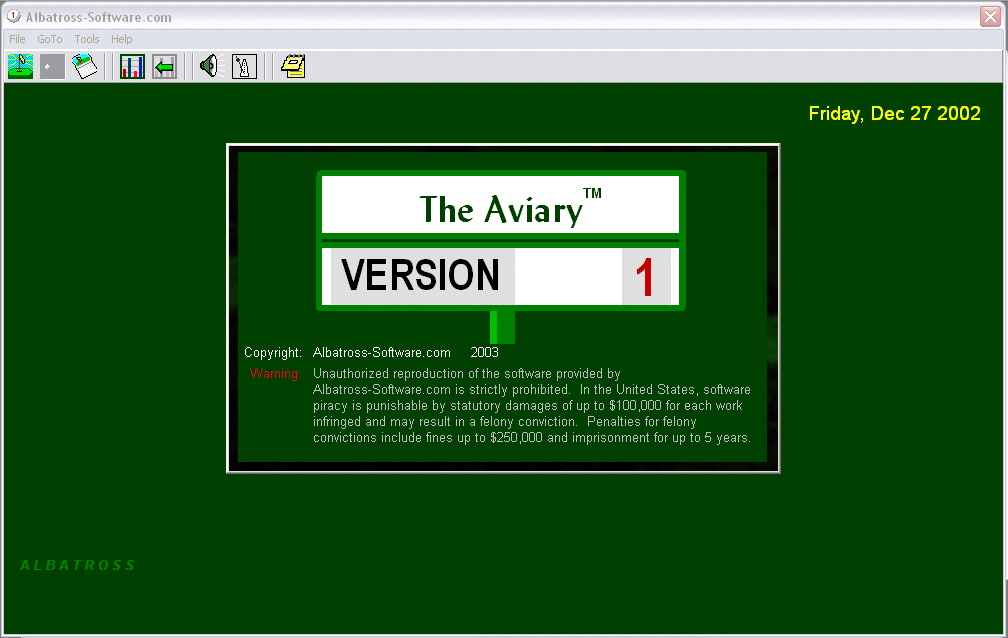 Albatross-Software.com
File GoTo Tools Help
Friday, Dec 27 2002
The Aviary™
VERSION 1
Copyright: Albatross-Software.com 2003
Warning: Unauthorized reproduction of the software provided by
Albatross-Software.com is strictly prohibited. In the United States, software
piracy is punishable by statutory damages of up to $100,000 for each work
infringed and may result in a felony conviction. Penalties for felony
convictions include fines up to $250,000 and imprisonment for up to 5 years.
ALBATROSS